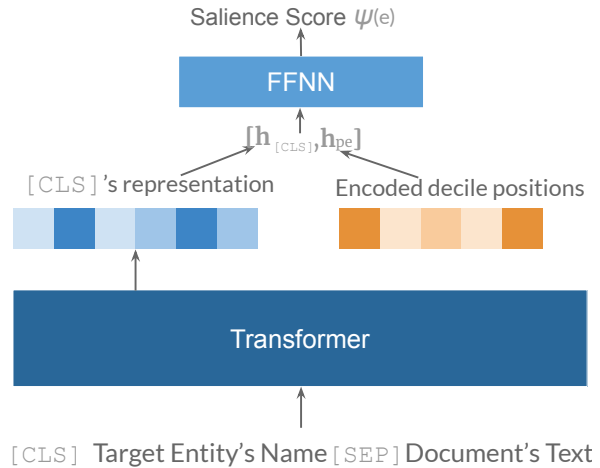 Salience Score ψ(e)
FFNN
[h[CLS],hpe]
[CLS]'s representation
Encoded decile positions
Transformer
[CLS] Target Entity's Name [SEP] Document's Text